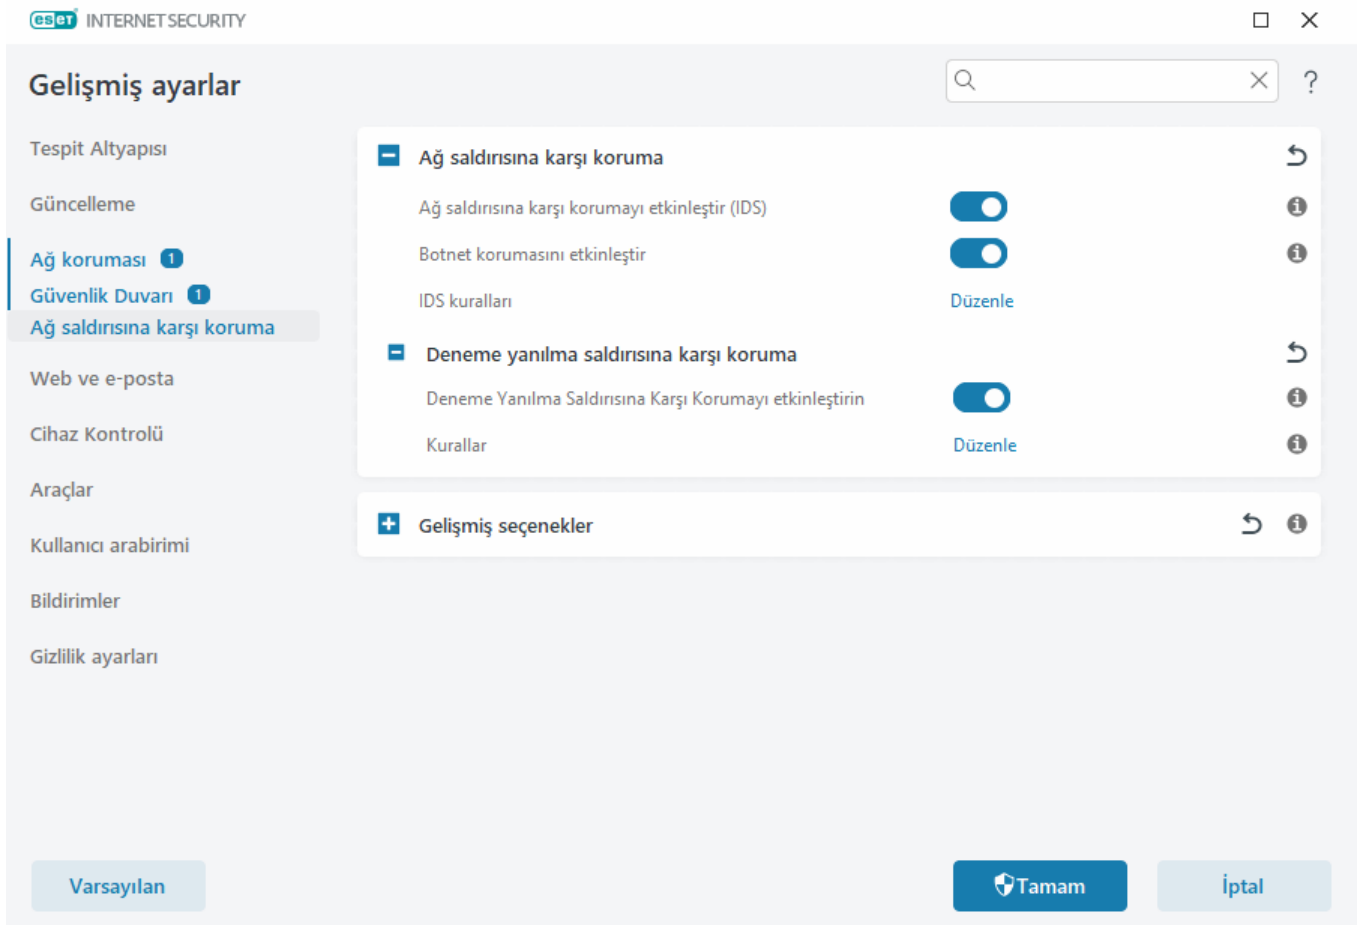 eset INTERNET SECURITY
Gelişmiş ayarlar
?
Tespit Altyapısı
Güncelleme
Ağ koruması 1
Güvenlik Duvarı 1
Ağ saldırısına karşı koruma
Web ve e-posta
Cihaz Kontrolü
Araçlar
Kullanıcı arabirimi
Bildirimler
Gizlilik ayarları
Ağ saldırısına karşı koruma
Ağ saldırısına karşı korumayı etkinleştir (IDS)
Botnet korumasını etkinleştir
IDS kuralları Düzenle
Deneme yanılma saldırısına karşı koruma
Deneme Yanılma Saldırısına Karşı Korumayı etkinleştirin
Kurallar Düzenle
Gelişmiş seçenekler
Varsayılan
Tamam
İptal